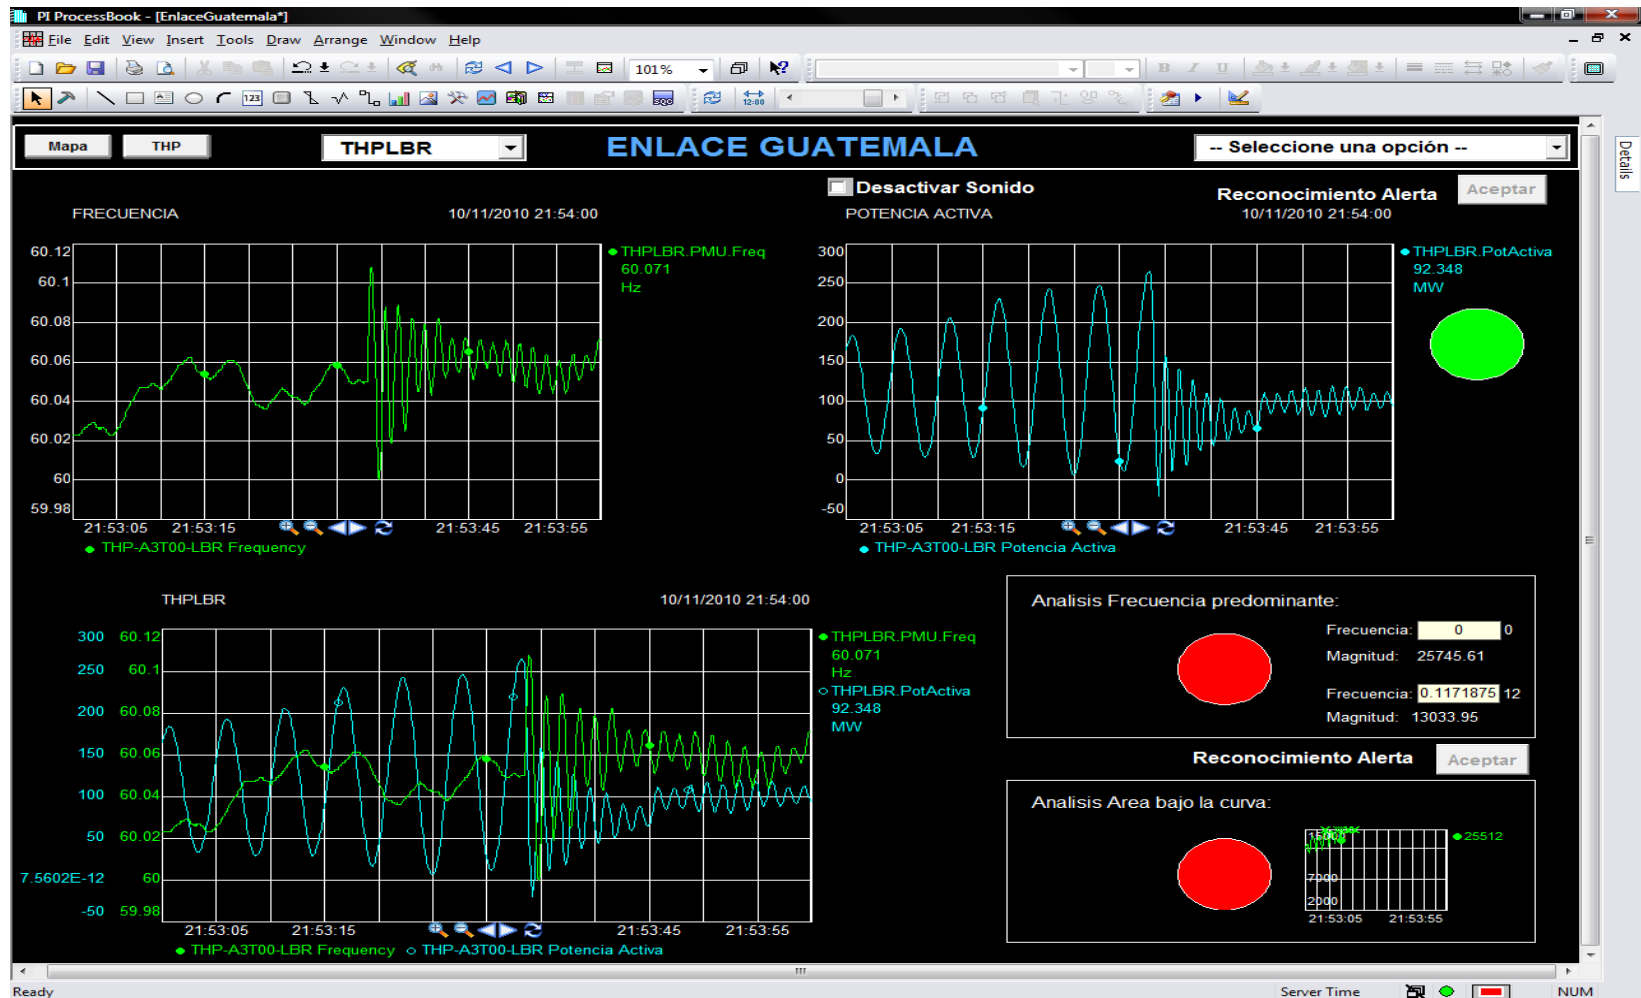 PI ProcessBook - [EnlaceGuatemala*]
File Edit View Insert Tools Draw Arrange Window Help
101%
B I U
123
SQC
12:00
Mapa THP THPLBR ENLACE GUATEMALA -- Seleccione una opción --
Details
Desactivar Sonido
Reconocimiento Alerta Aceptar
FRECUENCIA 10/11/2010 21:54:00
60.12
60.1
60.08
60.06
60.04
60.02
60
59.98
THPLBR.PMU.Freq
60.071
Hz
21:53:05 21:53:15 21:53:45 21:53:55
THP-A3T00-LBR Frequency
POTENCIA ACTIVA 10/11/2010 21:54:00
300
250
200
150
100
50
0
-50
THPLBR.PotActiva
92.348
MW
21:53:05 21:53:15 21:53:45 21:53:55
THP-A3T00-LBR Potencia Activa
THPLBR 10/11/2010 21:54:00
300 60.12
250 60.1
200 60.08
150 60.06
100 60.04
50 60.02
7.5602E-12 60
-50 59.98
THPLBR.PMU.Freq
60.071
Hz
THPLBR.PotActiva
92.348
MW
21:53:05 21:53:15 21:53:45 21:53:55
THP-A3T00-LBR Frequency THP-A3T00-LBR Potencia Activa
Analisis Frecuencia predominante:
Frecuencia: 0 0
Magnitud: 25745.61
Frecuencia: 0.1171875 12
Magnitud: 13033.95
Reconocimiento Alerta Aceptar
Analisis Area bajo la curva:
7000
2000
25512
21:53:05 21:53:55
Ready Server Time NUM